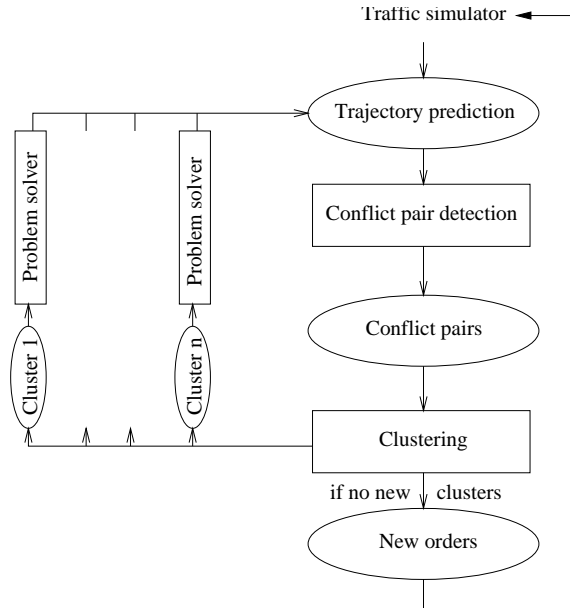 Traffic simulator
Trajectory prediction
Problem solver
Problem solver
Conflict pair detection
Conflict pairs
Cluster 1
Cluster n
Clustering
if no new clusters
New orders